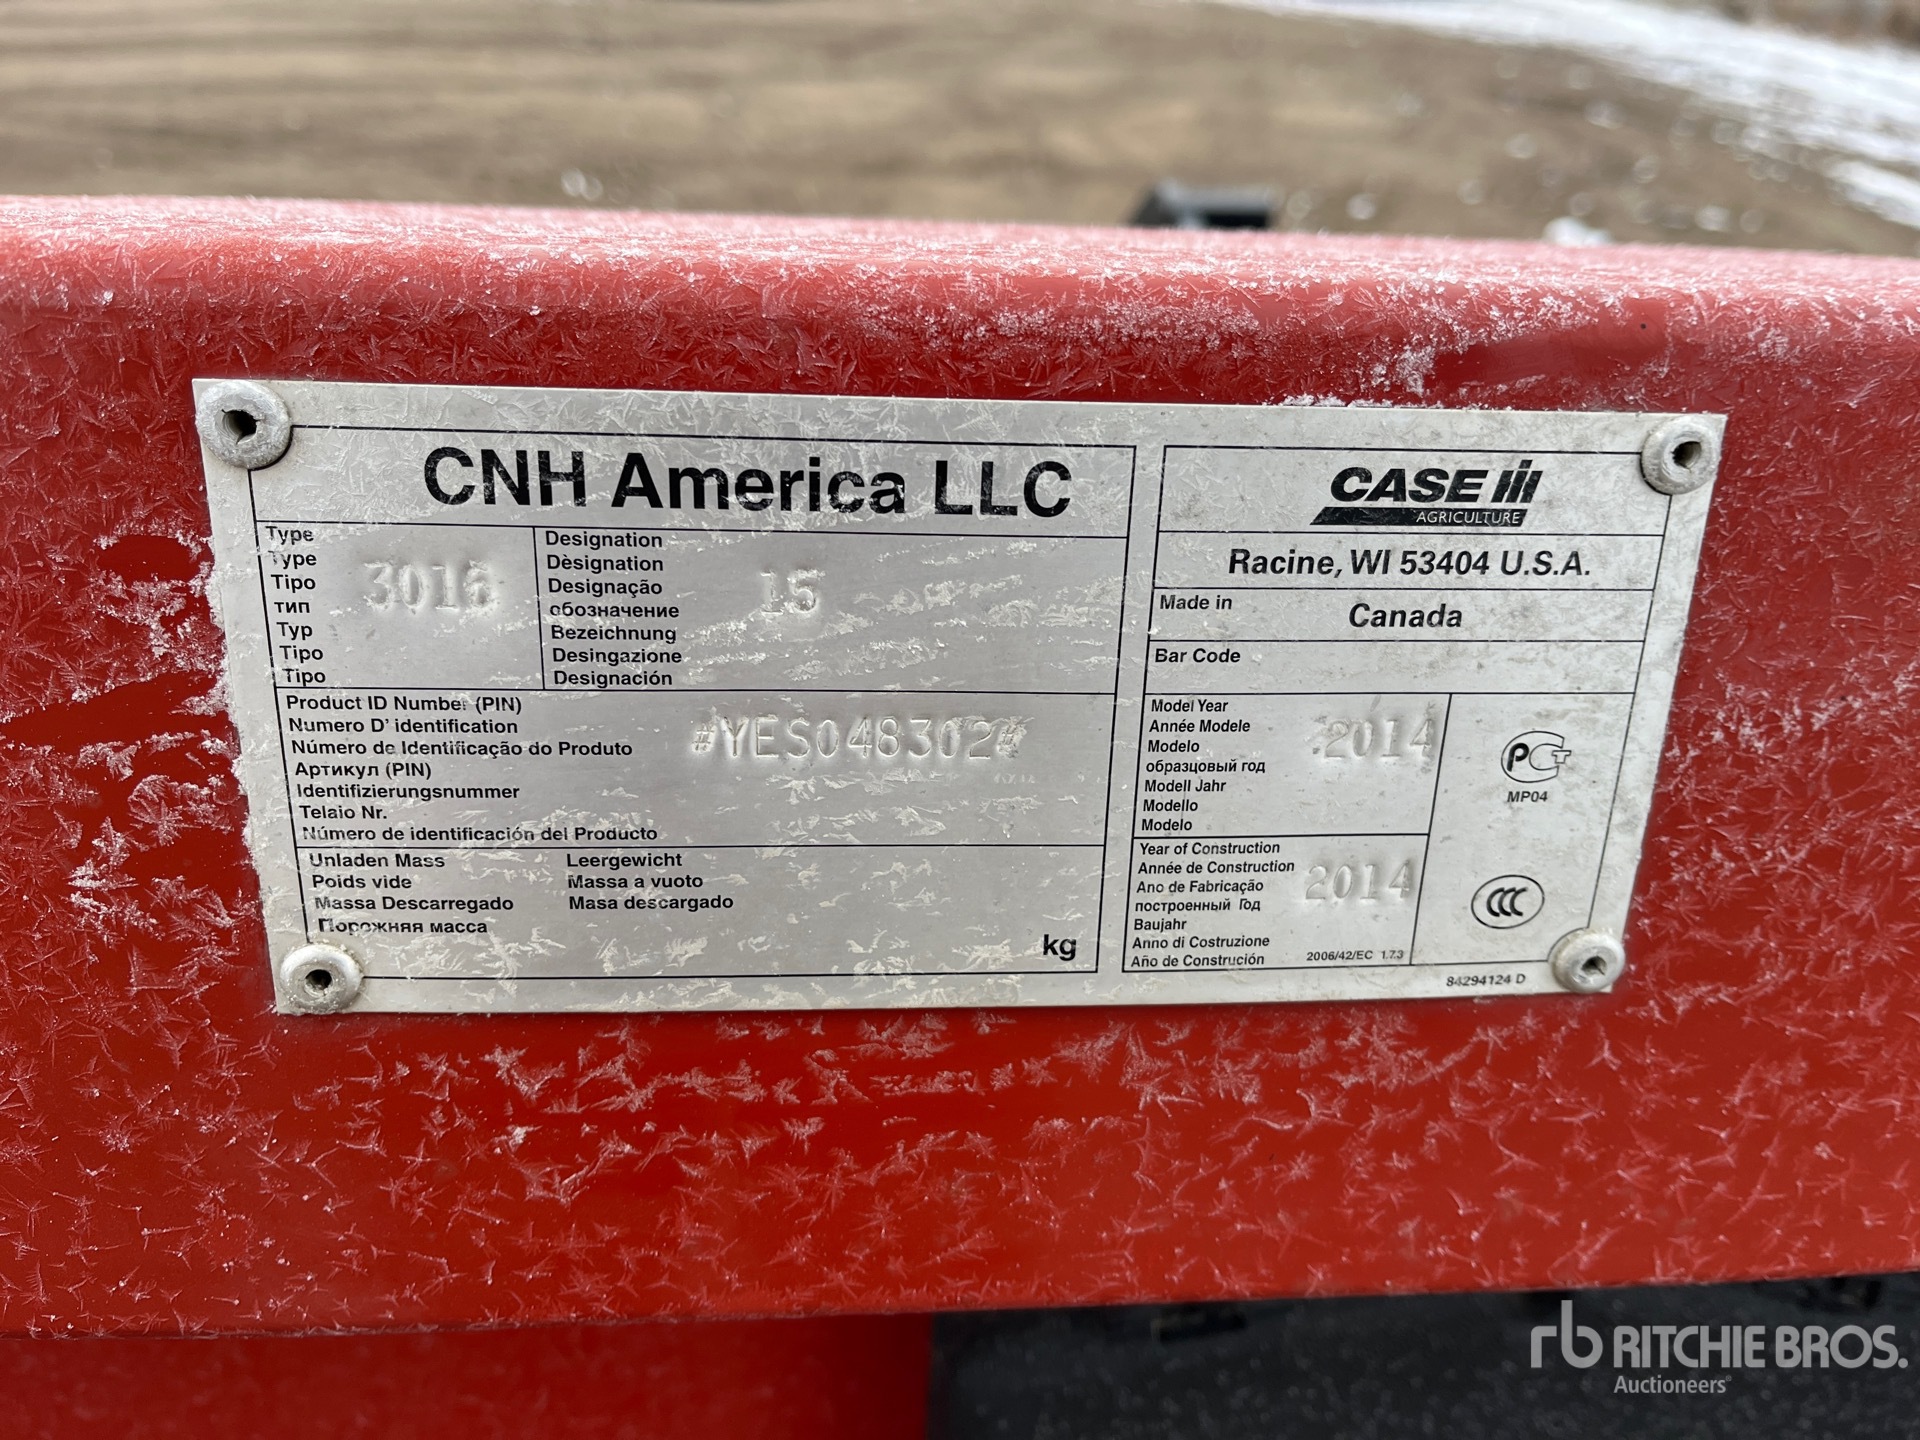 CNH America LLC
Type
Type
Tipo
тип
Typ
Tipo
Tipo
3016
Designation
Dèsignation
Designação
обозначение
Bezeichnung
Desingazione
Designación
15
Product ID Number (PIN)
Numero D' identification
Número de Identificação do Produto
Артикул (PIN)
Identifizierungsnummer
Telaio Nr.
Número de identificación del Producto
#YES048302#
Unladen Mass
Poids vide
Massa Descarregado
Порожняя масса
Leergewicht
Massa a vuoto
Masa descargado
kg
CASE IH
AGRICULTURE
Racine, WI 53404 U.S.A.
Made in Canada
Bar Code
Model Year
Année Modele
Modelo
образцовый год
Modell Jahr
Modello
Modelo
2014
Year of Construction
Année de Construction
Ano de Fabricação
построенный Год
Baujahr
Anno di Costruzione
Año de Construción
2014
2006/42/EC 1.7.3
PCT
MP04
CCC
84294124 D
rb RITCHIE BROS.
Auctioneers